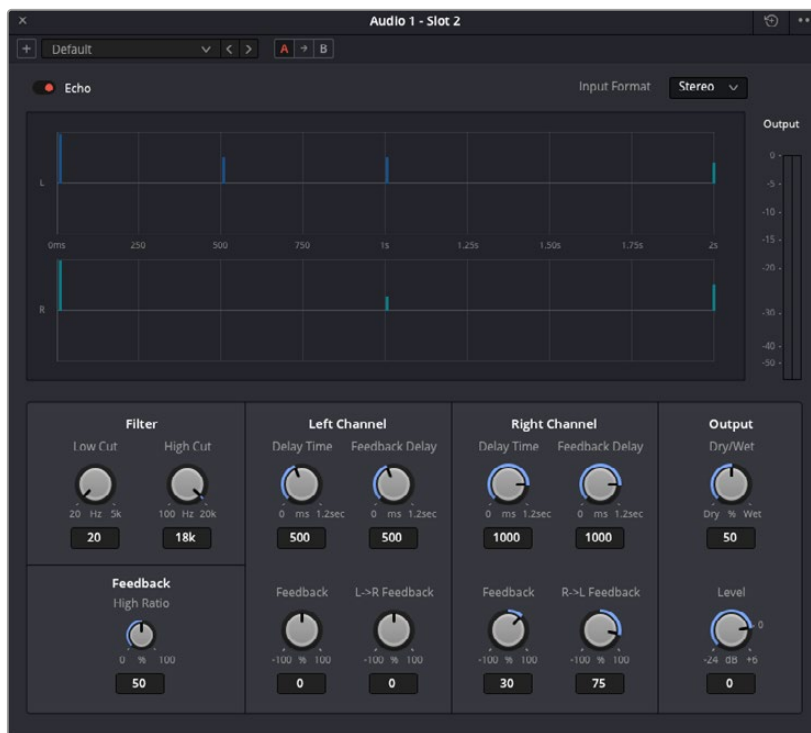 Audio 1 - Slot 2
Default
A B
Echo
Input Format Stereo
Output
L
0ms 250 500 750 1s 1.25s 1.50s 1.75s 2s
R
0
-5
-10
-15
-20
-30
-40
-50
Filter
Low Cut High Cut
20 Hz 5k 100 Hz 20k
20 18k
Feedback
High Ratio
0 % 100
50
Left Channel
Delay Time Feedback Delay
0 ms 1.2sec 0 ms 1.2sec
500 500
Feedback L->R Feedback
-100 % 100 -100 % 100
0 0
Right Channel
Delay Time Feedback Delay
0 ms 1.2sec 0 ms 1.2sec
1000 1000
Feedback R->L Feedback
-100 % 100 -100 % 100
30 75
Output
Dry/Wet
Dry % Wet
50
Level
0
-24 dB +6
0